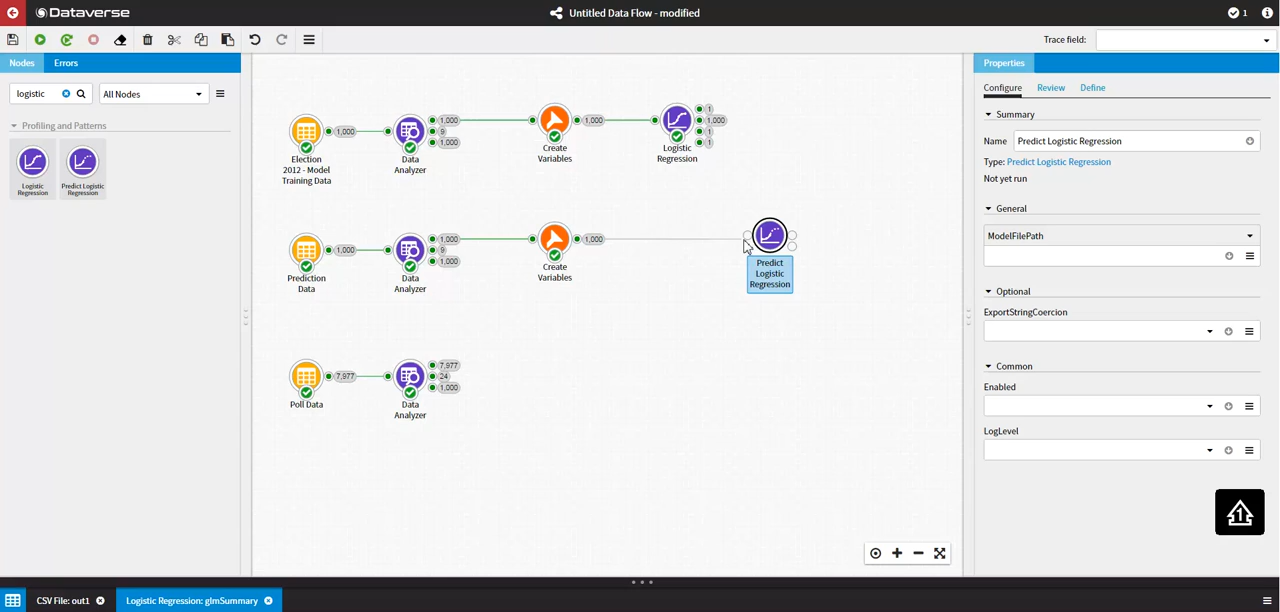 Dataverse
Untitled Data Flow - modified
1
Trace field:
Nodes
Errors
Properties
logistic
All Nodes
Configure
Review
Define
Profiling and Patterns
Logistic
Regression
Predict Logistic
Regression
Summary
Name
Predict Logistic Regression
Type: Predict Logistic Regression
Not yet run
General
ModelFilePath
Optional
ExportStringCoercion
Common
Enabled
LogLevel
1,000
Election
2012 - Model
Training Data
1,000
9
1,000
Data
Analyzer
1,000
Create
Variables
1
1,000
1
1
Logistic
Regression
1,000
Prediction
Data
1,000
9
1,000
Data
Analyzer
1,000
Create
Variables
Predict
Logistic
Regression
7,977
Poll Data
7,977
24
1,000
Data
Analyzer
1
CSV File: out1
Logistic Regression: glmSummary